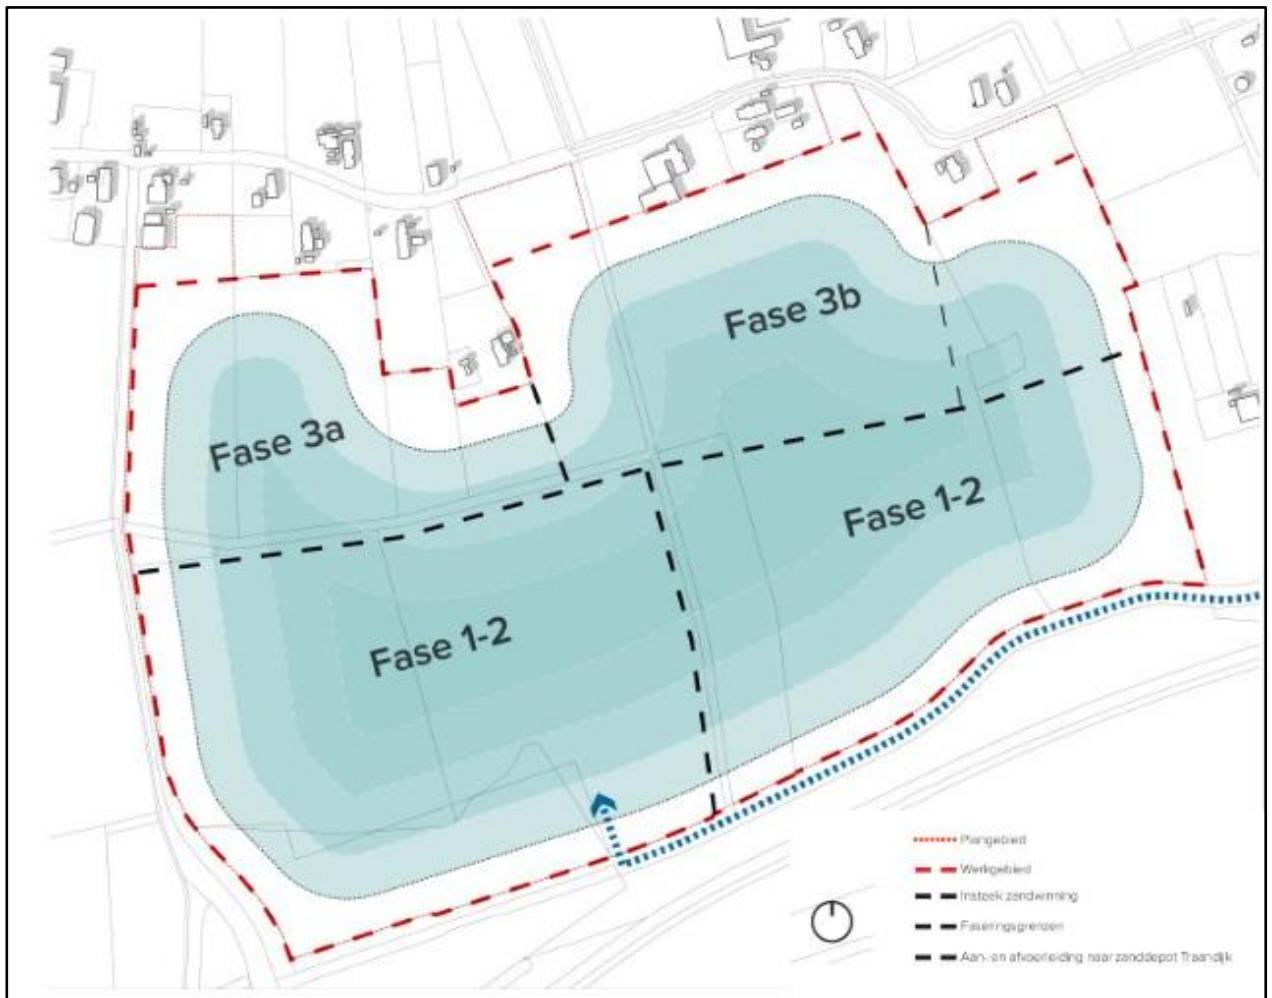 Fase 3b
Fase 3a
Fase 1-2
Fase 1-2
Plangebied
Werkgebied
Insteek zandwinning
Faseringsgrenzen
Aan- en afvoerleiding naar zanddepot Traandijk